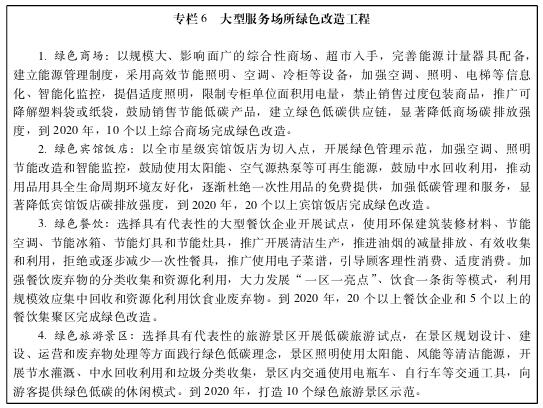 专栏 6　大型服务场所绿色改造工程
1. 绿色商场：以规模大、影响面广的综合性商场、超市入手，完善能源计量器具配备，
建立能源管理制度，采用高效节能照明、空调、冷柜等设备，加强空调、照明、电梯等信息
化、智能化监控，提倡适度照明，限制专柜单位面积用电量，禁止销售过度包装商品，推广可
降解塑料袋或纸袋，鼓励销售节能低碳产品，建立绿色低碳供应链，显著降低商场碳排放强
度，到 2020 年，10 个以上综合商场完成绿色改造。
2. 绿色宾馆饭店：以全市星级宾馆饭店为切入点，开展绿色管理示范，加强空调、照明
节能改造和智能监控，鼓励使用太阳能、空气源热泵等可再生能源，鼓励中水回收利用，推动
用品用具全生命周期环境友好化，逐渐杜绝一次性用品的免费提供，加强低碳管理和服务，显
著降低宾馆饭店碳排放强度，到 2020 年，20 个以上宾馆饭店完成绿色改造。
3. 绿色餐饮：选择具有代表性的大型餐饮企业开展试点，使用环保建筑装修材料、节能
空调、节能冰箱、节能灯具和节能灶具，推广开展清洁生产，推进油烟的减量排放、有效收集
和利用，拒绝或逐步减少一次性餐具，推广使用电子菜谱，引导顾客理性消费、适度消费。加
强餐饮废弃物的分类收集和资源化利用，大力发展“一区一亮点”、饮食一条街等模式，利用
规模效应集中回收和资源化利用饮食业废弃物。到 2020 年，20 个以上餐饮企业和 5 个以上的
餐饮集聚区完成绿色改造。
4. 绿色旅游景区：选择具有代表性的旅游景区开展低碳旅游试点，在景区规划设计、建
设、运营和废弃物处理等方面践行绿色低碳理念，景区照明使用太阳能、风能等清洁能源，开
展节水灌溉、中水回收利用和垃圾分类收集，景区内交通使用电瓶车、自行车等交通工具，向
游客提供绿色低碳的休闲模式。到 2020 年，打造 10 个绿色旅游景区示范。